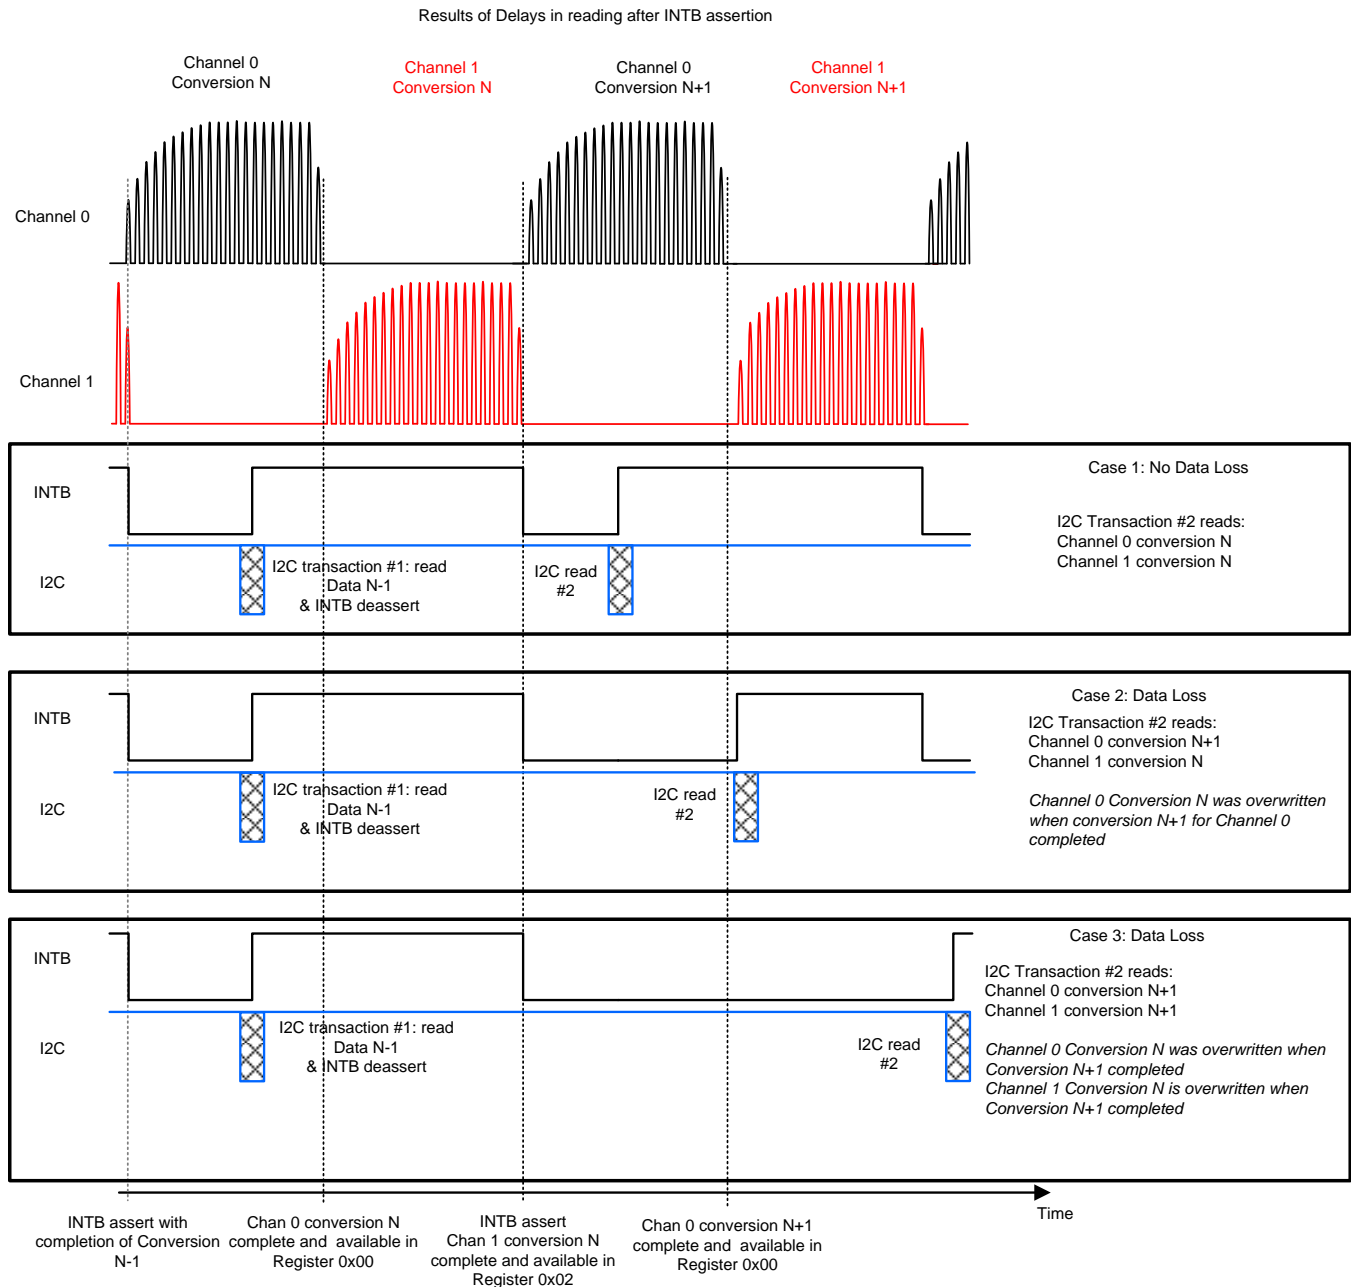 Results of Delays in reading after INTB assertion
Channel 0
Conversion N
Channel 1
Conversion N
Channel 0
Conversion N+1
Channel 1
Conversion N+1
Channel 0
Channel 1
INTB
I2C
I2C transaction #1: read
Data N-1
& INTB deassert
I2C read
#2
Case 1: No Data Loss
I2C Transaction #2 reads:
Channel 0 conversion N
Channel 1 conversion N
INTB
I2C
I2C transaction #1: read
Data N-1
& INTB deassert
I2C read
#2
Case 2: Data Loss
I2C Transaction #2 reads:
Channel 0 conversion N+1
Channel 1 conversion N
Channel 0 Conversion N was overwritten
when conversion N+1 for Channel 0
completed
INTB
I2C
I2C transaction #1: read
Data N-1
& INTB deassert
I2C read
#2
Case 3: Data Loss
I2C Transaction #2 reads:
Channel 0 conversion N+1
Channel 1 conversion N+1
Channel 0 Conversion N was overwritten when
Conversion N+1 completed
Channel 1 Conversion N is overwritten when
Conversion N+1 completed
Time
INTB assert with
completion of Conversion
N-1
Chan 0 conversion N
complete and available in
Register 0x00
INTB assert
Chan 1 conversion N
complete and available in
Register 0x02
Chan 0 conversion N+1
complete and available in
Register 0x00